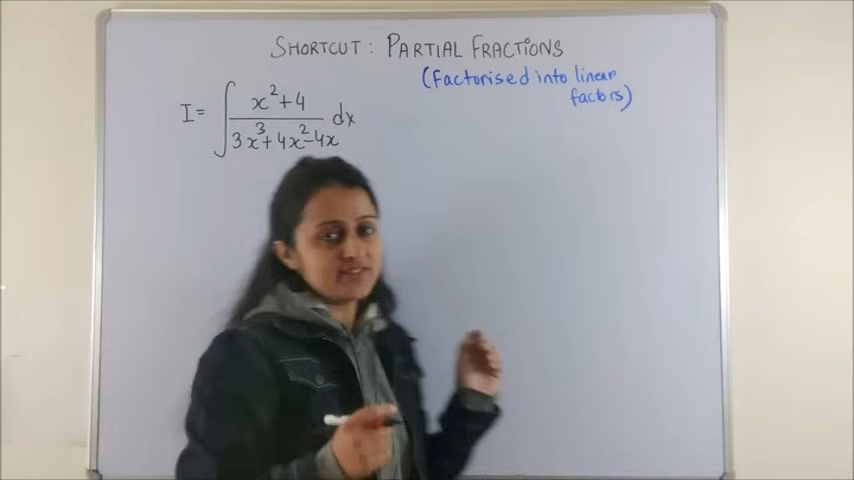 SHORTCUT: PARTIAL FRACTIONS
(factorised into linear
factors)
I = ∫ (x² + 4) / (3x³ + 4x² - 4x) dx